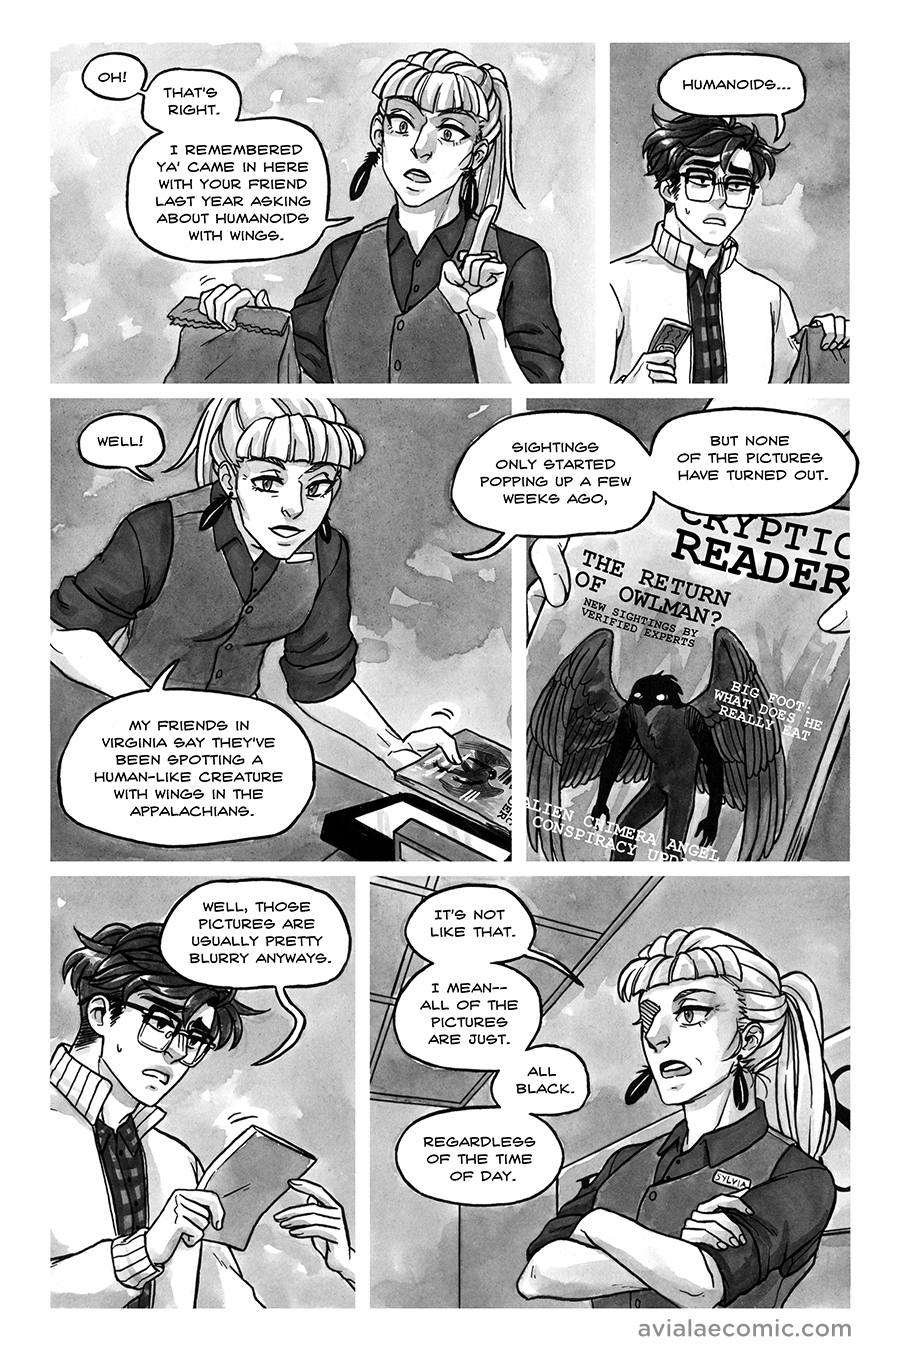 OH!
THAT'S
RIGHT.
I REMEMBERED
YA' CAME IN HERE
WITH YOUR FRIEND
LAST YEAR ASKING
ABOUT HUMANOIDS
WITH WINGS.
HUMANOIDS...
WELL!
MY FRIENDS IN
VIRGINIA SAY THEY'VE
BEEN SPOTTING A
HUMAN-LIKE CREATURE
WITH WINGS IN THE
APPALACHIANS.
SIGHTINGS
ONLY STARTED
POPPING UP A FEW
WEEKS AGO,
BUT NONE
OF THE PICTURES
HAVE TURNED OUT.
CRYPTIC
READER
THE RETURN
OF OWLMAN?
NEW SIGHTINGS BY
VERIFIED EXPERTS
BIG FOOT:
WHAT DOES HE
REALLY EAT
ALIEN CHIMERA ANGEL
CONSPIRACY
WELL, THOSE
PICTURES ARE
USUALLY PRETTY
BLURRY ANYWAYS.
IT'S NOT
LIKE THAT.
I MEAN--
ALL OF THE
PICTURES
ARE JUST.
ALL
BLACK.
REGARDLESS
OF THE TIME
OF DAY.
SYLVIA
avialaecomic.com